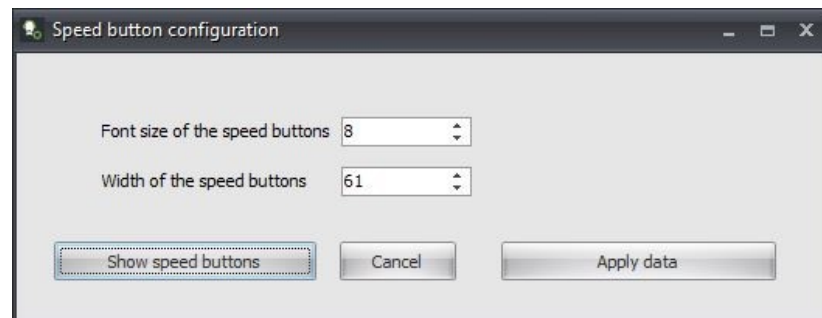 Speed button configuration
Font size of the speed buttons 8
Width of the speed buttons 61
Show speed buttons Cancel Apply data